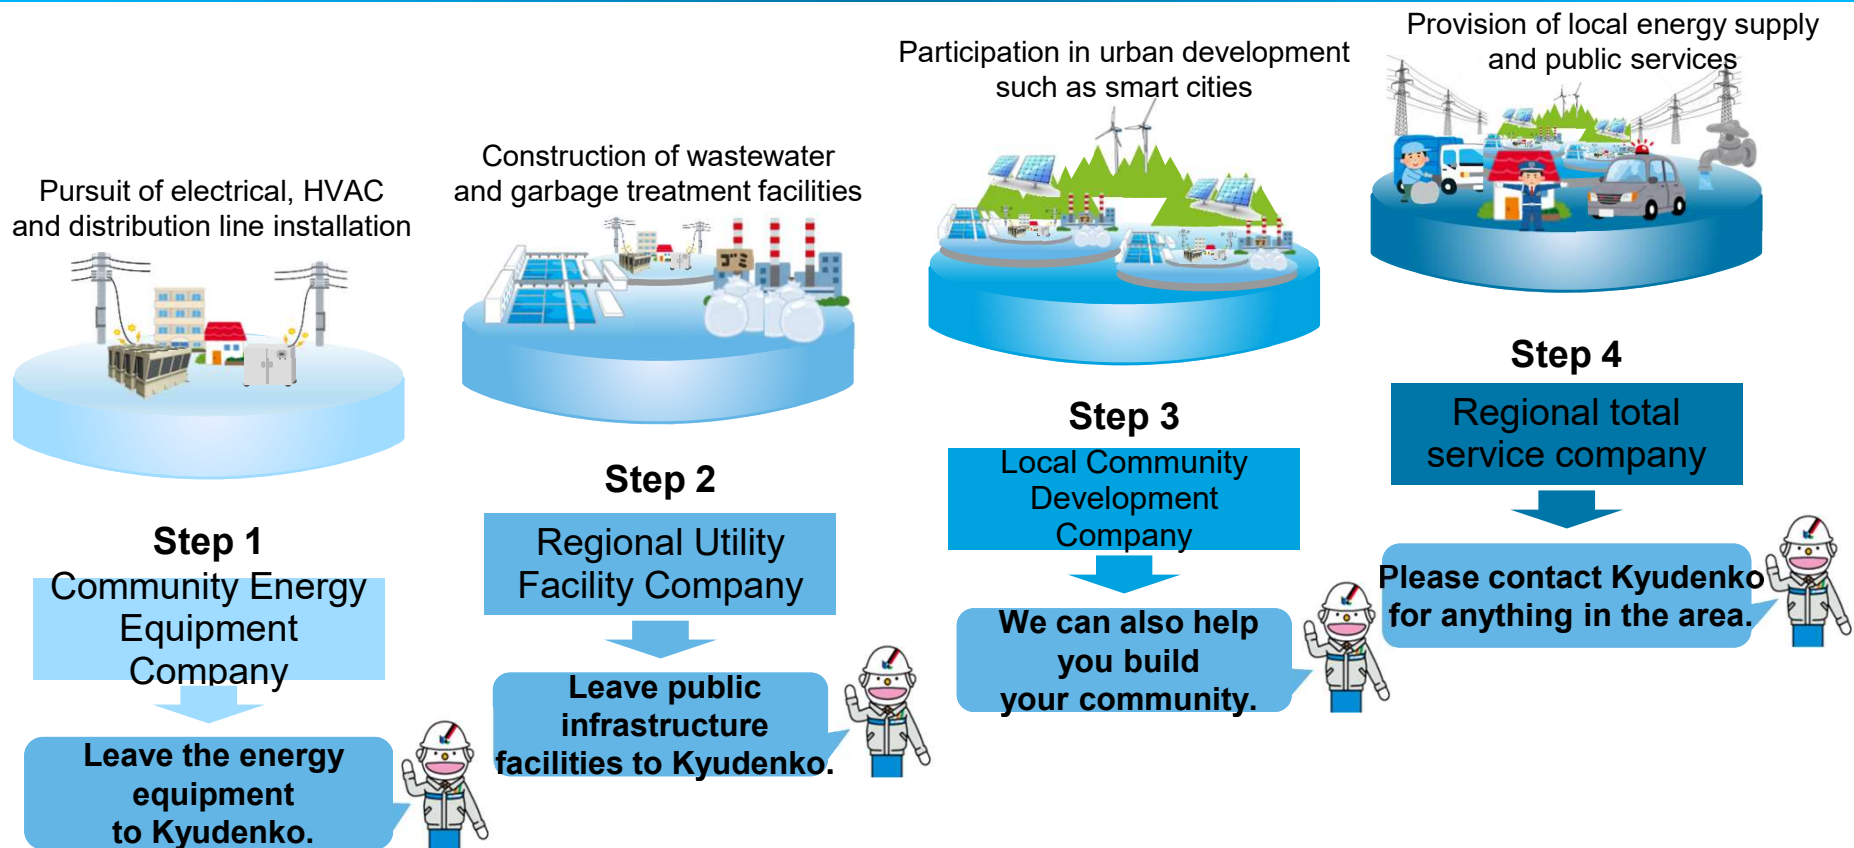 Pursuit of electrical, HVAC
and distribution line installation
Step 1
Community Energy
Equipment
Company
Leave the energy
equipment
to Kyudenko.
Construction of wastewater
and garbage treatment facilities
ゴミ
Step 2
Regional Utility
Facility Company
Leave public
infrastructure
facilities to Kyudenko.
Participation in urban development
such as smart cities
Step 3
Local Community
Development
Company
We can also help
you build
your community.
Provision of local energy supply
and public services
Step 4
Regional total
service company
Please contact Kyudenko
for anything in the area.